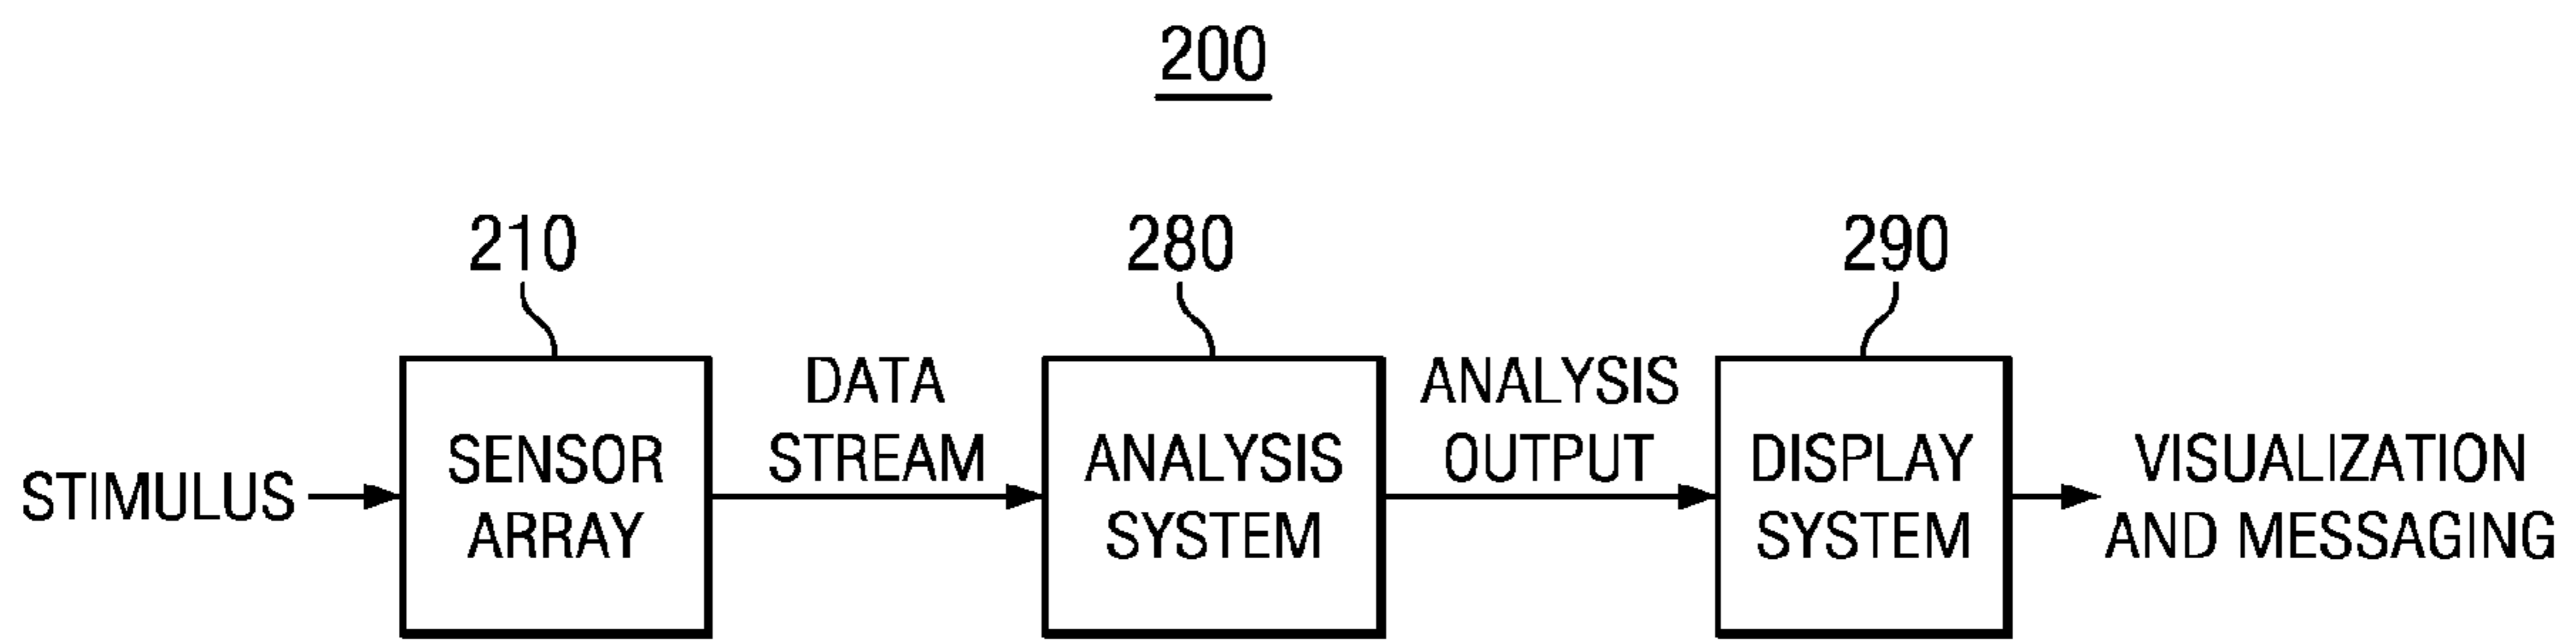 200
210
280
290
STIMULUS
SENSOR
ARRAY
DATA
STREAM
ANALYSIS
SYSTEM
ANALYSIS
OUTPUT
DISPLAY
SYSTEM
VISUALIZATION
AND MESSAGING